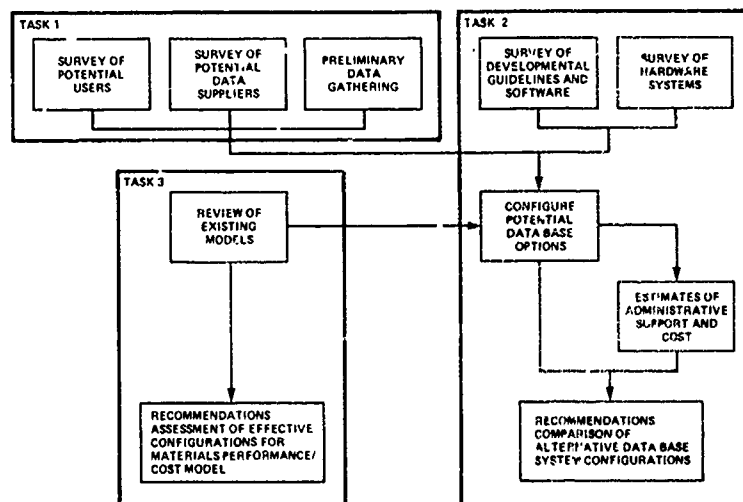 TASK 1
SURVEY OF
POTENTIAL
USERS
SURVEY OF
POTENTIAL
DATA
SUPPLIERS
PRELIMINARY
DATA
GATHERING
TASK 2
SURVEY OF
DEVELOPMENTAL
GUIDELINES AND
SOFTWARE
SURVEY OF
HARDWARE
SYSTEMS
TASK 3
REVIEW OF
EXISTING
MODELS
CONFIGURE
POTENTIAL
DATA BASE
OPTIONS
ESTIMATES OF
ADMINISTRATIVE
SUPPORT AND
COST
RECOMMENDATIONS
ASSESSMENT OF EFFECTIVE
CONFIGURATIONS FOR
MATERIALS PERFORMANCE/
COST MODEL
RECOMMENDATIONS
COMPARISON OF
ALTERNATIVE DATA BASE
SYSTEM CONFIGURATIONS